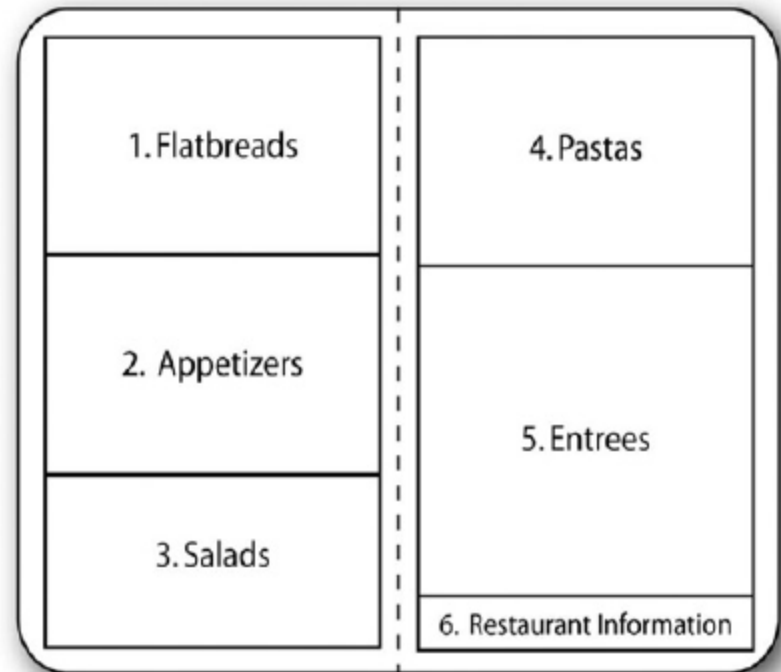 1. Flatbreads
2. Appetizers
3. Salads
4. Pastas
5. Entrees
6. Restaurant Information